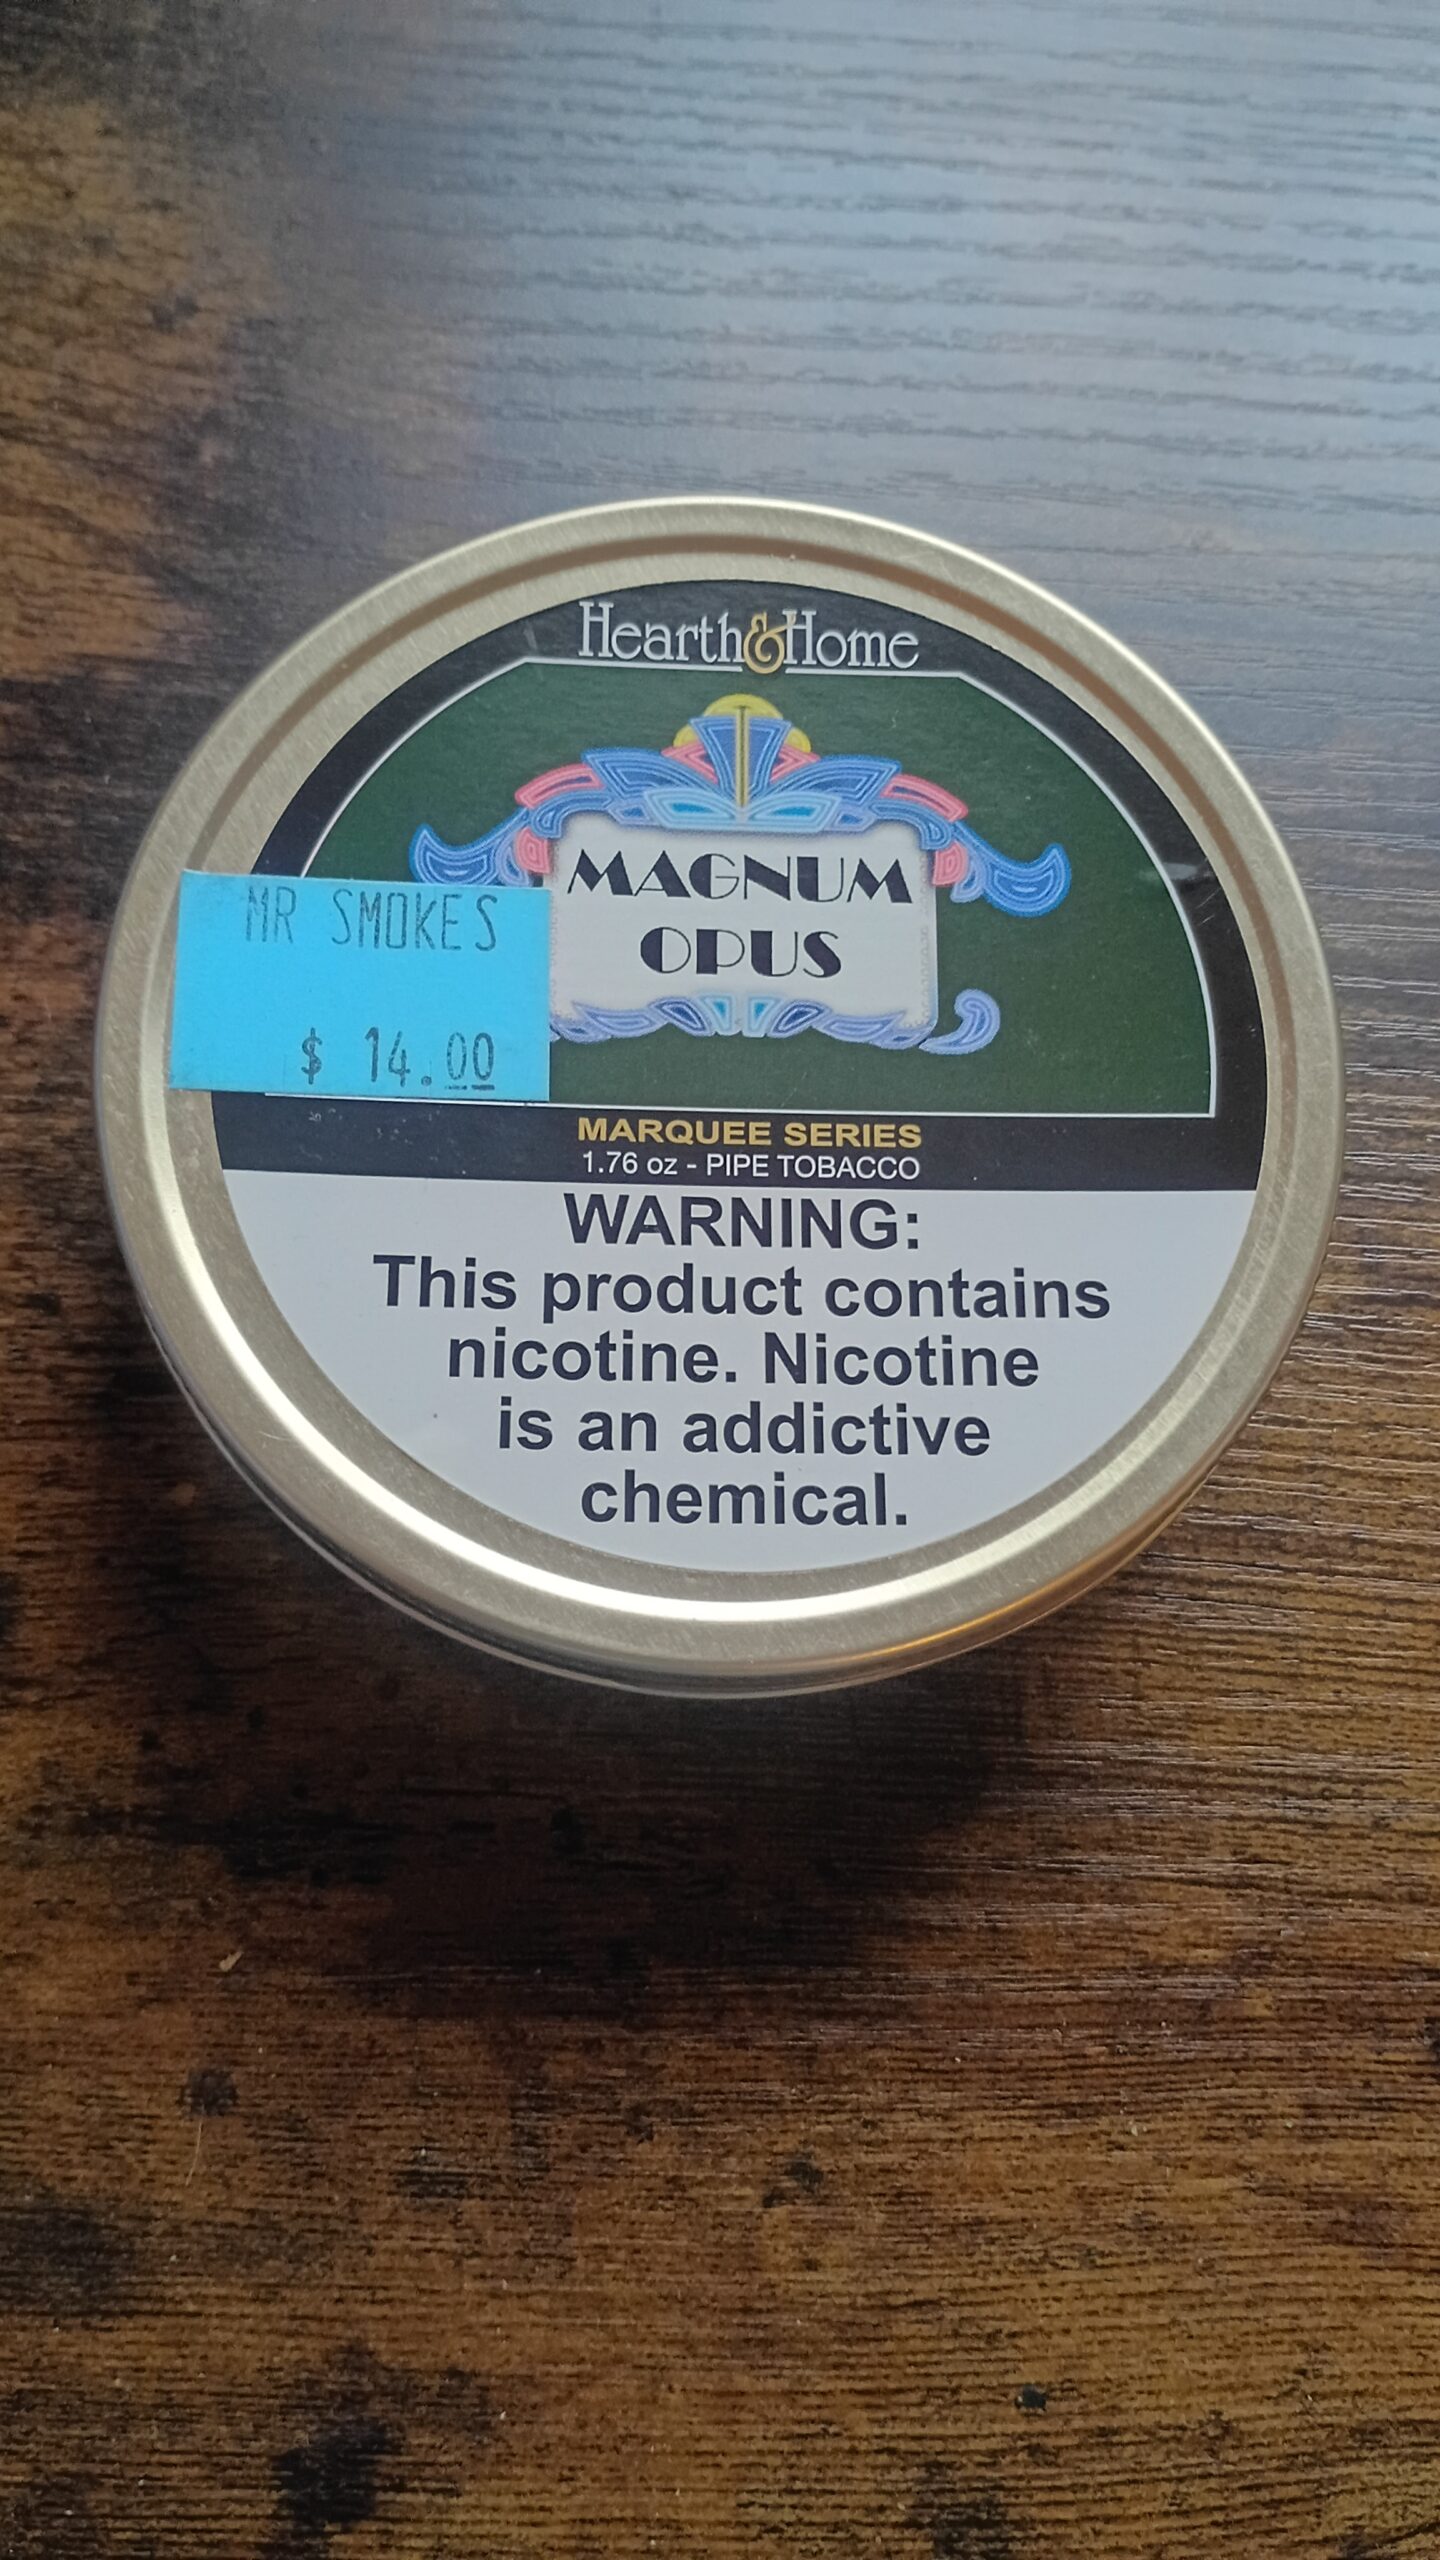 Hearth&Home
MAGNUM
OPUS
MR SMOKES
$ 14.00
MARQUEE SERIES
1.76 oz - PIPE TOBACCO
WARNING:
This product contains
nicotine. Nicotine
is an addictive
chemical.